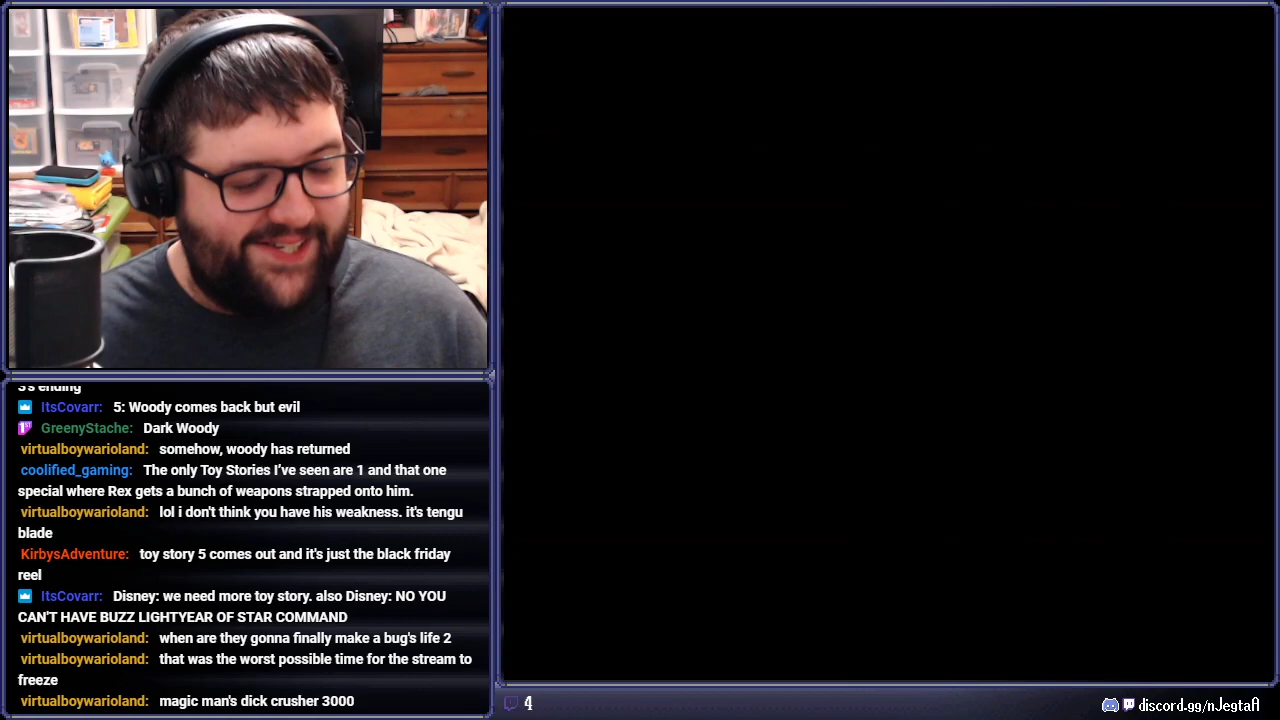 3's ending
ItsCovarr: 5: Woody comes back but evil
GreenyStache: Dark Woody
virtualboywarioland: somehow, woody has returned
coolified_gaming: The only Toy Stories I've seen are 1 and that one
special where Rex gets a bunch of weapons strapped onto him.
virtualboywarioland: lol i don't think you have his weakness. it's tengu
blade
KirbysAdventure: toy story 5 comes out and it's just the black friday
reel
ItsCovarr: Disney: we need more toy story. also Disney: NO YOU
CAN'T HAVE BUZZ LIGHTYEAR OF STAR COMMAND
virtualboywarioland: when are they gonna finally make a bug's life 2
virtualboywarioland: that was the worst possible time for the stream to
freeze
virtualboywarioland: magic man's dick crusher 3000
4